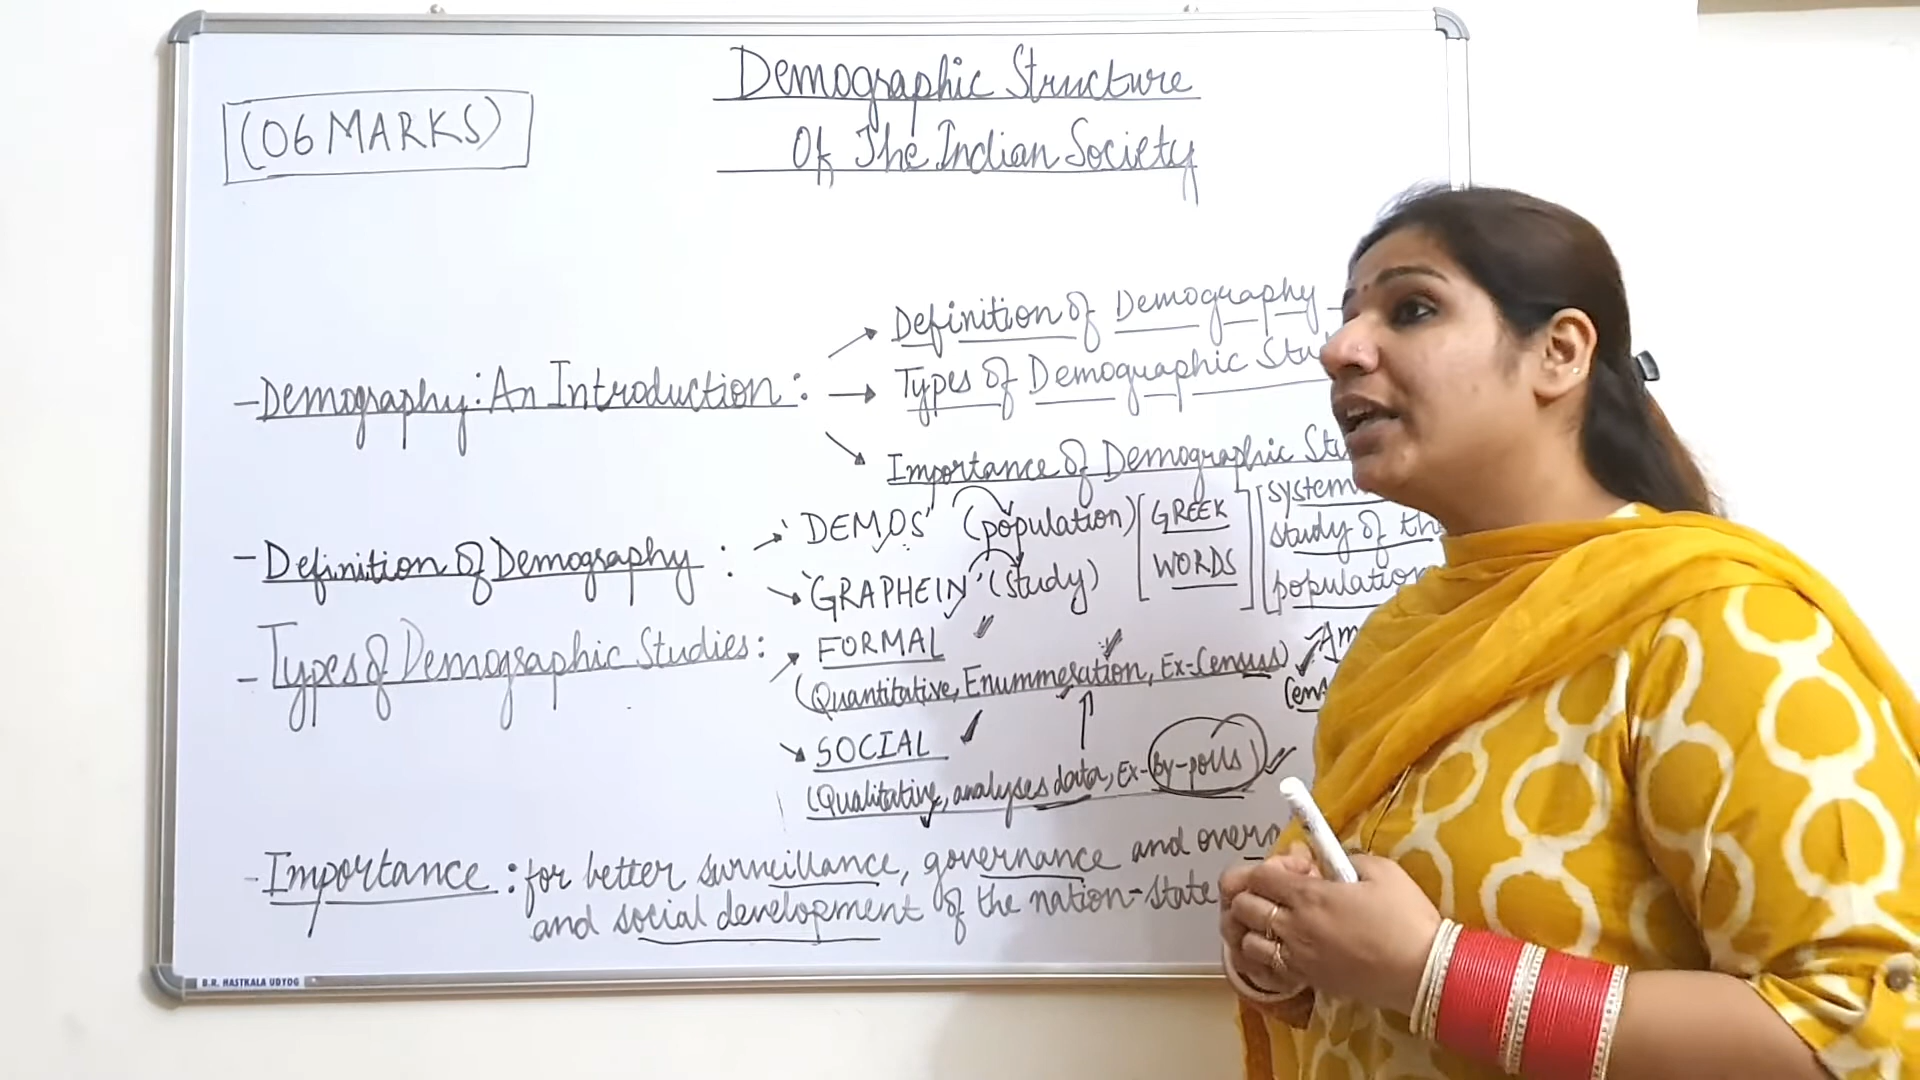 Demographic Structure
Of The Indian Society
(06 MARKS)
→ Definition of Demography
- Demography: An Introduction :
→ Types of Demographic
→ Importance of Demographic
- Definition of Demography :
→ 'DEMOS' (population)
→ 'GRAPHEIN' (study)
[GREEK
WORDS]
study of
population
- Types of Demographic Studies :
→ FORMAL
(Quantitative, Enummeration, Ex-Census)
→ SOCIAL
(Qualitative, analyses data, Ex-By-polls)
- Importance : for better surveillance, governance and
and social development of the nation-state
B.R. HASTKALA UDYOG